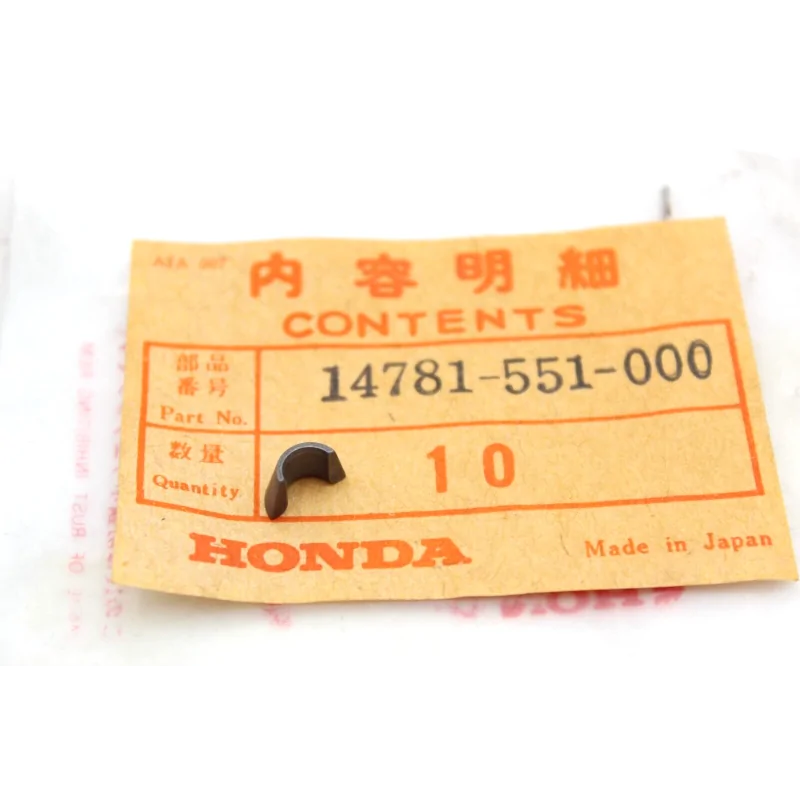 内容明細
CONTENTS
部品
番号
Part No.
14781-551-000
数量
Quantity
10
HONDA
Made in Japan